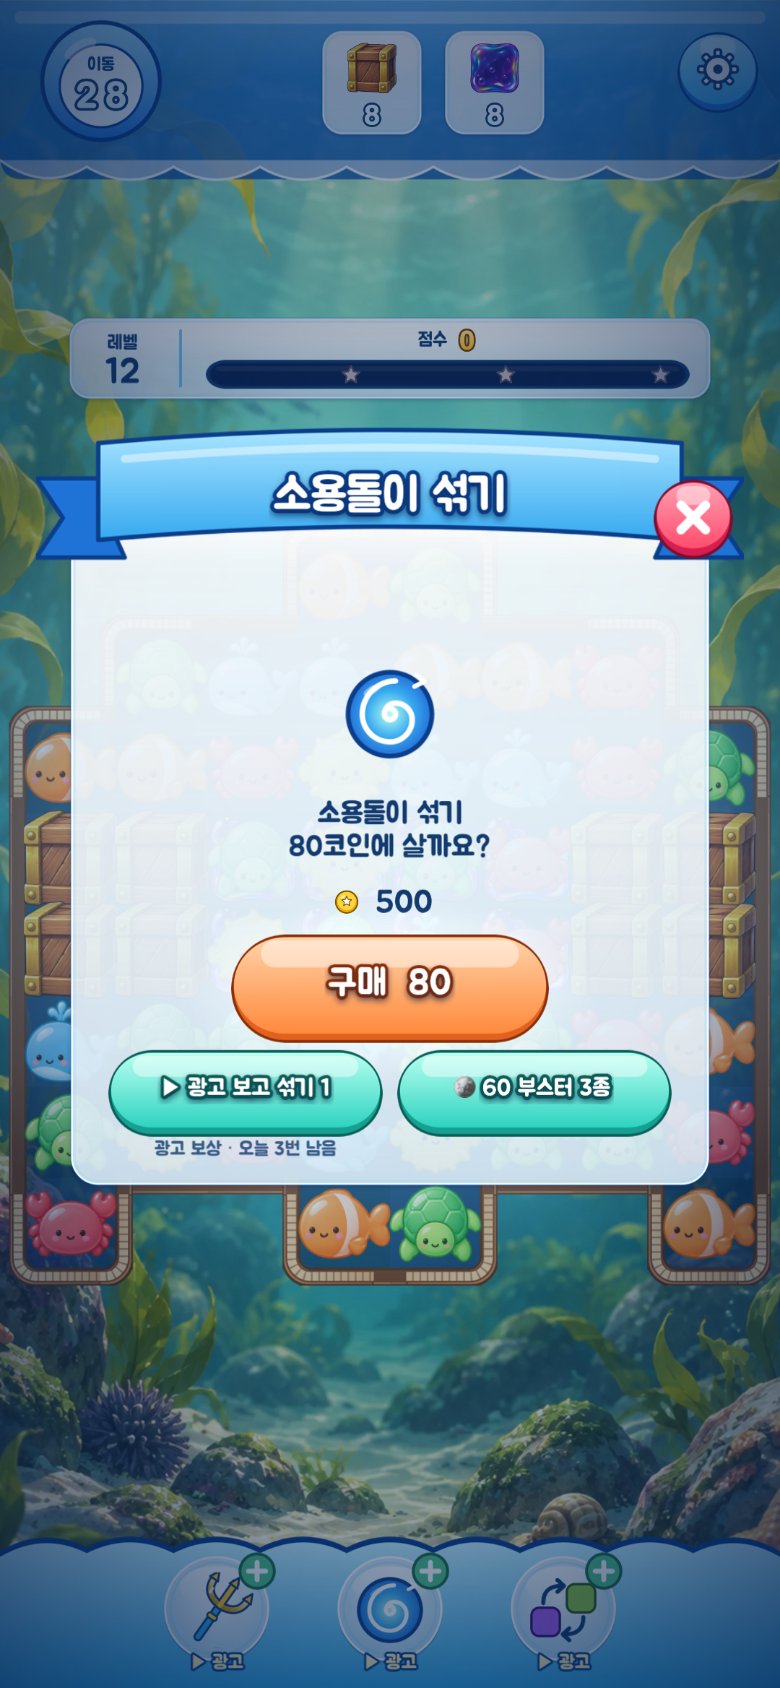 이동
28
8
8
레벨
12
점수 0
소용돌이 섞기
소용돌이 섞기
80코인에 살까요?
500
구매 80
▶ 광고 보고 섞기 1
60 부스터 3종
광고 보상 · 오늘 3번 남음
▶ 광고
▶ 광고
▶ 광고